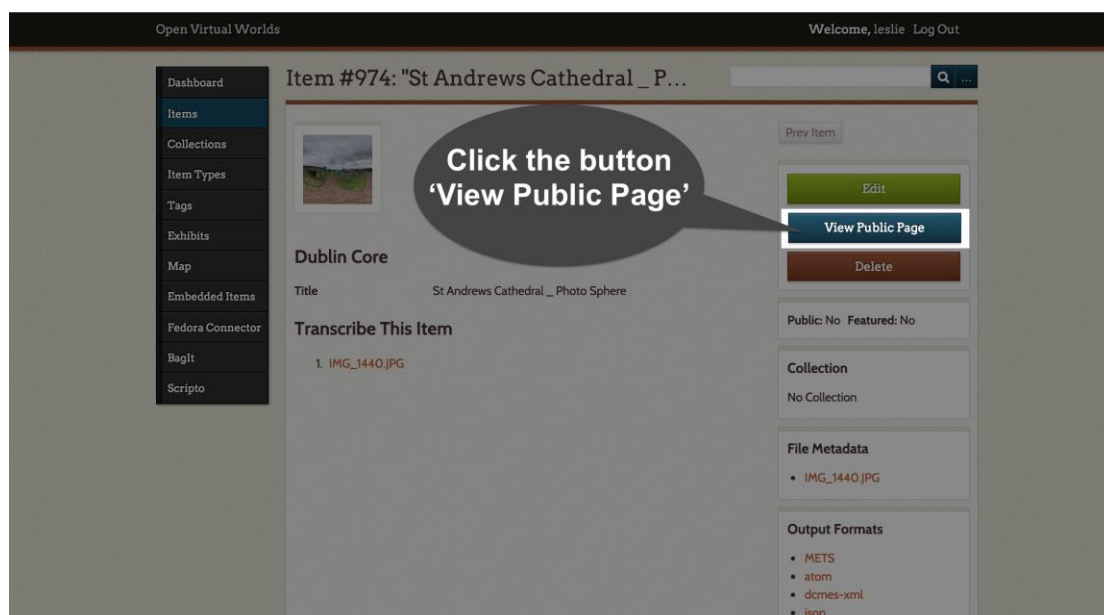 Open Virtual Worlds
Welcome, leslie Log Out
Dashboard
Items
Collections
Item Types
Tags
Exhibits
Map
Embedded Items
Fedora Connector
BagIt
Scripto
Item #974: "St Andrews Cathedral _ P...
...
Click the button
‘View Public Page’
Dublin Core
Title St Andrews Cathedral _ Photo Sphere
Transcribe This Item
1. IMG_1440.JPG
Prev Item
Edit
View Public Page
Delete
Public: No Featured: No
Collection
No Collection
File Metadata
• IMG_1440.JPG
Output Formats
• METS
• atom
• dcmes-xml
• json